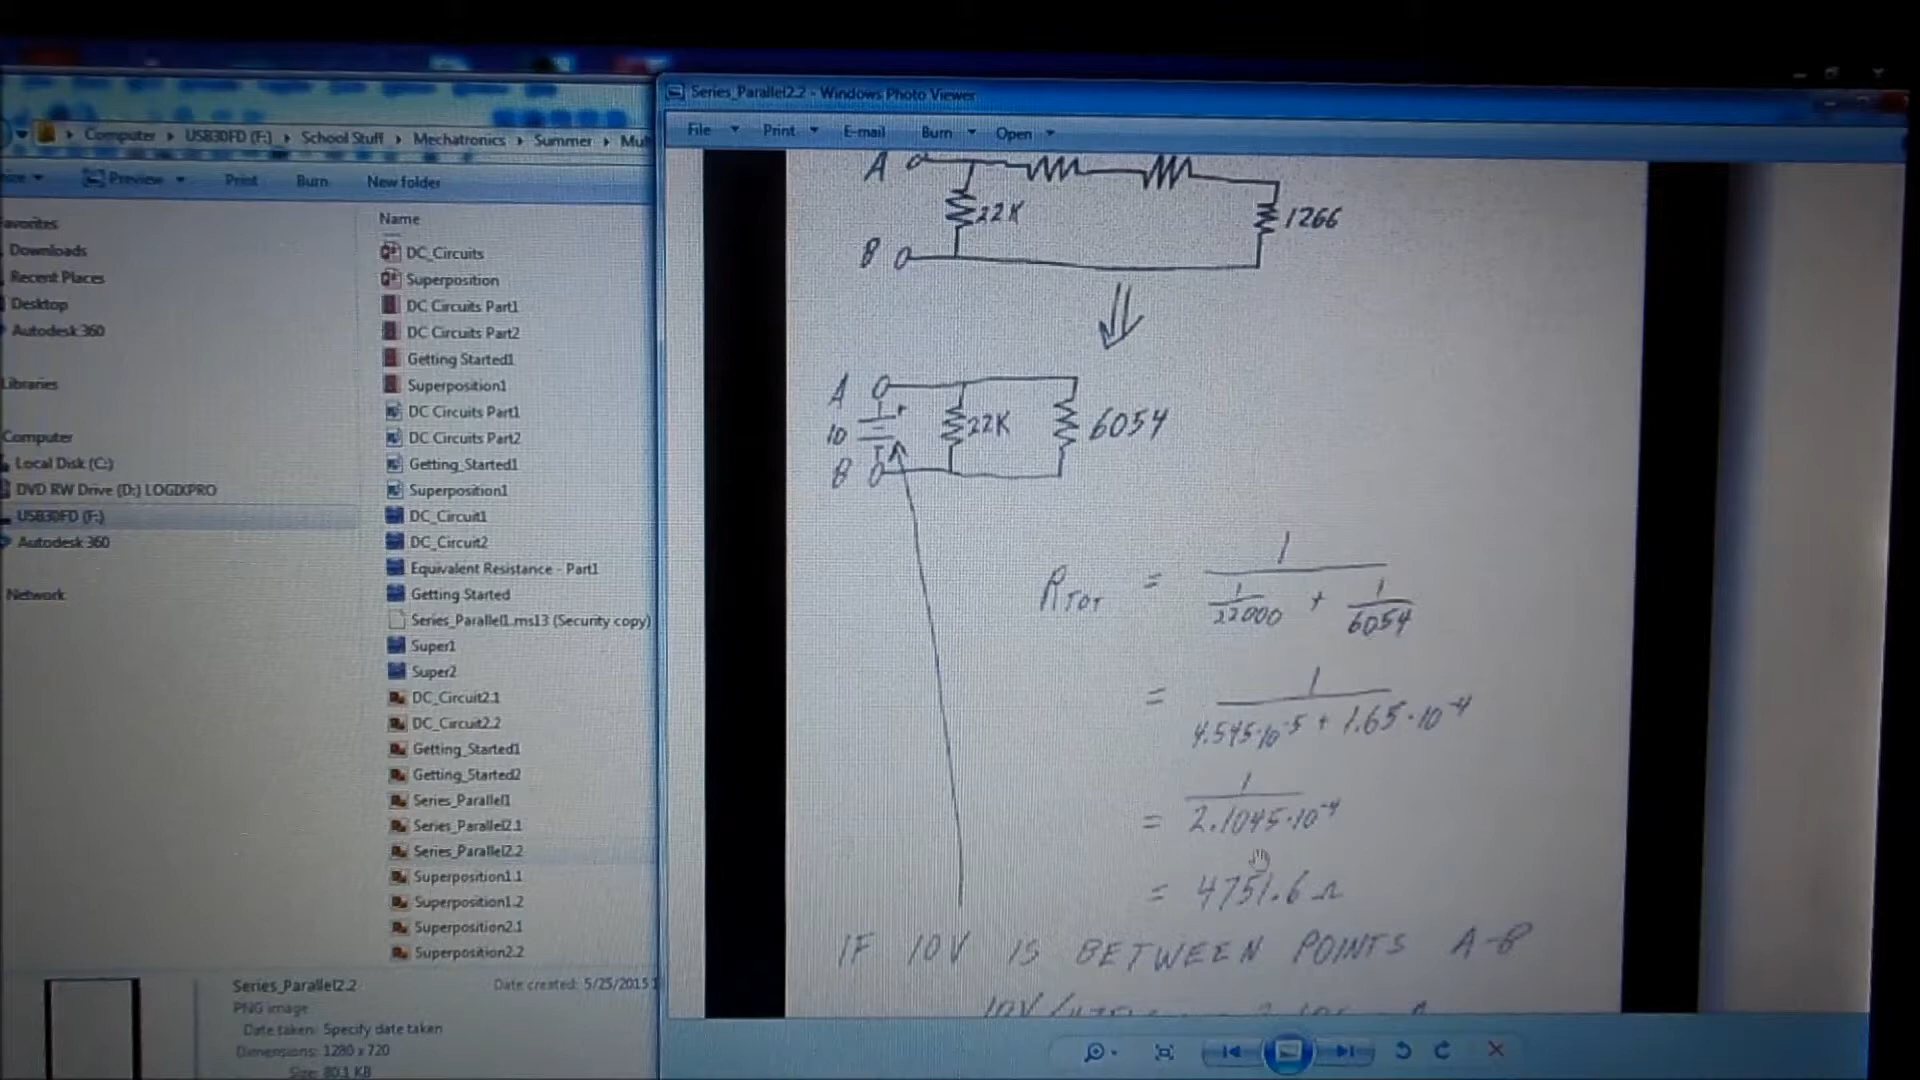 Series_Parallel2.2 - Windows Photo Viewer
Computer USB30FD (F:) School Stuff Mechatronics Summer
File Print E-mail Burn Open
Preview Print Burn New folder
Downloads
Recent Places
Desktop
Autodesk 360
Libraries
Computer
Local Disk (C:)
DVD RW Drive (D:) LOGIXPRO
USB30FD (F:)
Autodesk 360
Network
Name
DC_Circuits
Superposition
DC Circuits Part1
DC Circuits Part2
Getting Started1
Superposition1
DC Circuits Part1
DC Circuits Part2
Getting_Started1
Superposition1
DC_Circuit1
DC_Circuit2
Equivalent Resistance - Part1
Getting Started
Series_Parallel1.ms13 (Security copy)
Super1
Super2
DC_Circuit2.1
DC_Circuit2.2
Getting_Started1
Getting_Started2
Series_Parallel1
Series_Parallel2.1
Series_Parallel2.2
Superposition1.1
Superposition1.2
Superposition2.1
Superposition2.2
Series_Parallel2.2 Date created: 5/25/2015
PNG image
Date taken: Specify date taken
Dimensions: 1280 x 720
Size: 80.1 KB
A
22K 1266
B
A +
10 22K 6054
B
RTOT = 1 / 1/22000 + 1/6054
= 1 / 4.545·10-5 + 1.65·10-4
= 1 / 2.1045·10-4
= 4751.6 Ω
IF 10V IS BETWEEN POINTS A-B